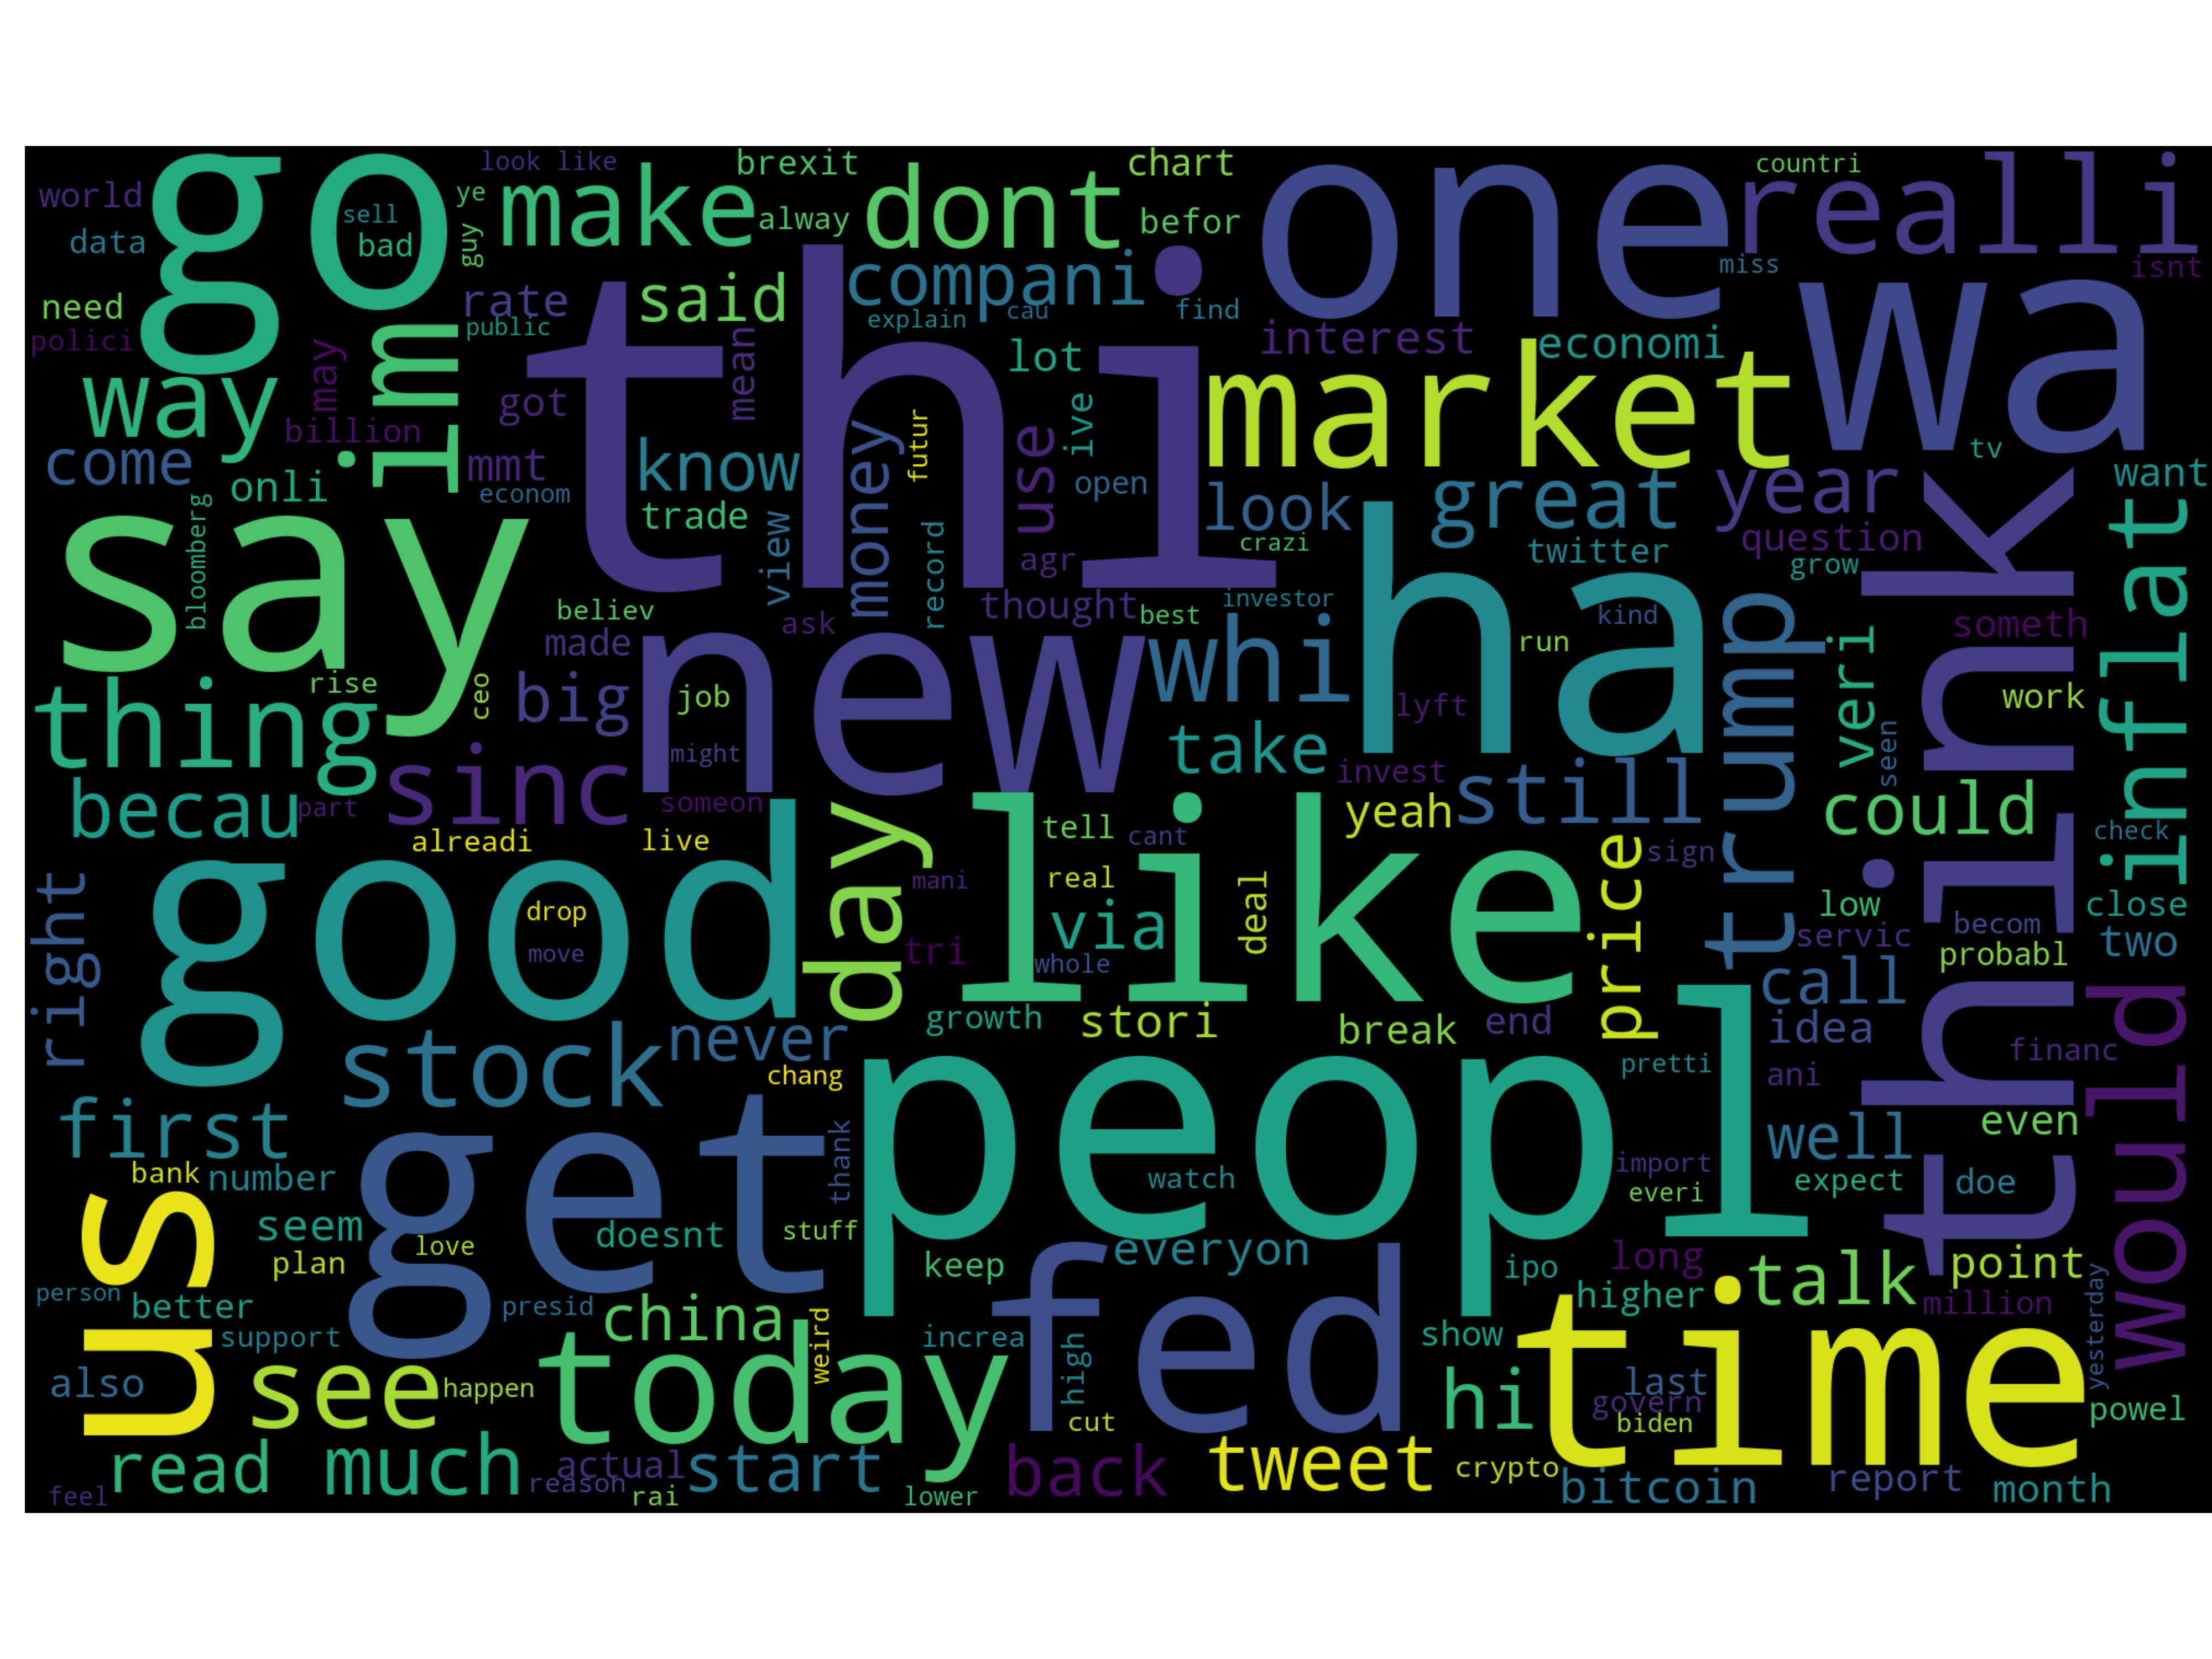 look like
brexit
chart
countri
world
go
ye
make
alway
dont
befor
one
realli
data
sell
bad
guy
said
compani
miss
isnt
wa
need
rate
public
explain
cau
find
polici
may
im
thi
mean
lot
interest
economi
market
way
got
billion
come
mmt
know
money
futur
use
ive
open
look
great
year
tv
want
onli
econom
trade
view
record
agr
crazi
twitter
question
grow
bloomberg
say
believ
ask
thought
best
investor
ha
kind
think
inflat
made
new
whi
run
trump
veri
someth
thing
rise
ceo
big
job
lyft
work
might
take
seen
becau
part
sinc
someon
invest
still
could
alreadi
live
day
like
tell
cant
yeah
price
sign
check
right
good
drop
move
mani
real
tri
via
whole
deal
low
servic
becom
close
two
probabl
stock
never
growth
stori
break
end
call
idea
financ
would
chang
peopl
pretti
ani
first
get
thank
well
even
bank
number
watch
import
everi
expect
doe
us
seem
love
doesnt
stuff
everyon
plan
keep
fed
ipo
long
talk
point
person
better
presid
china
weird
increa
high
show
higher
time
million
yesterday
support
also
see
happen
today
cut
hi
last
govern
biden
powel
read
much
actual
start
back
tweet
crypto
bitcoin
report
month
feel
reason
rai
lower